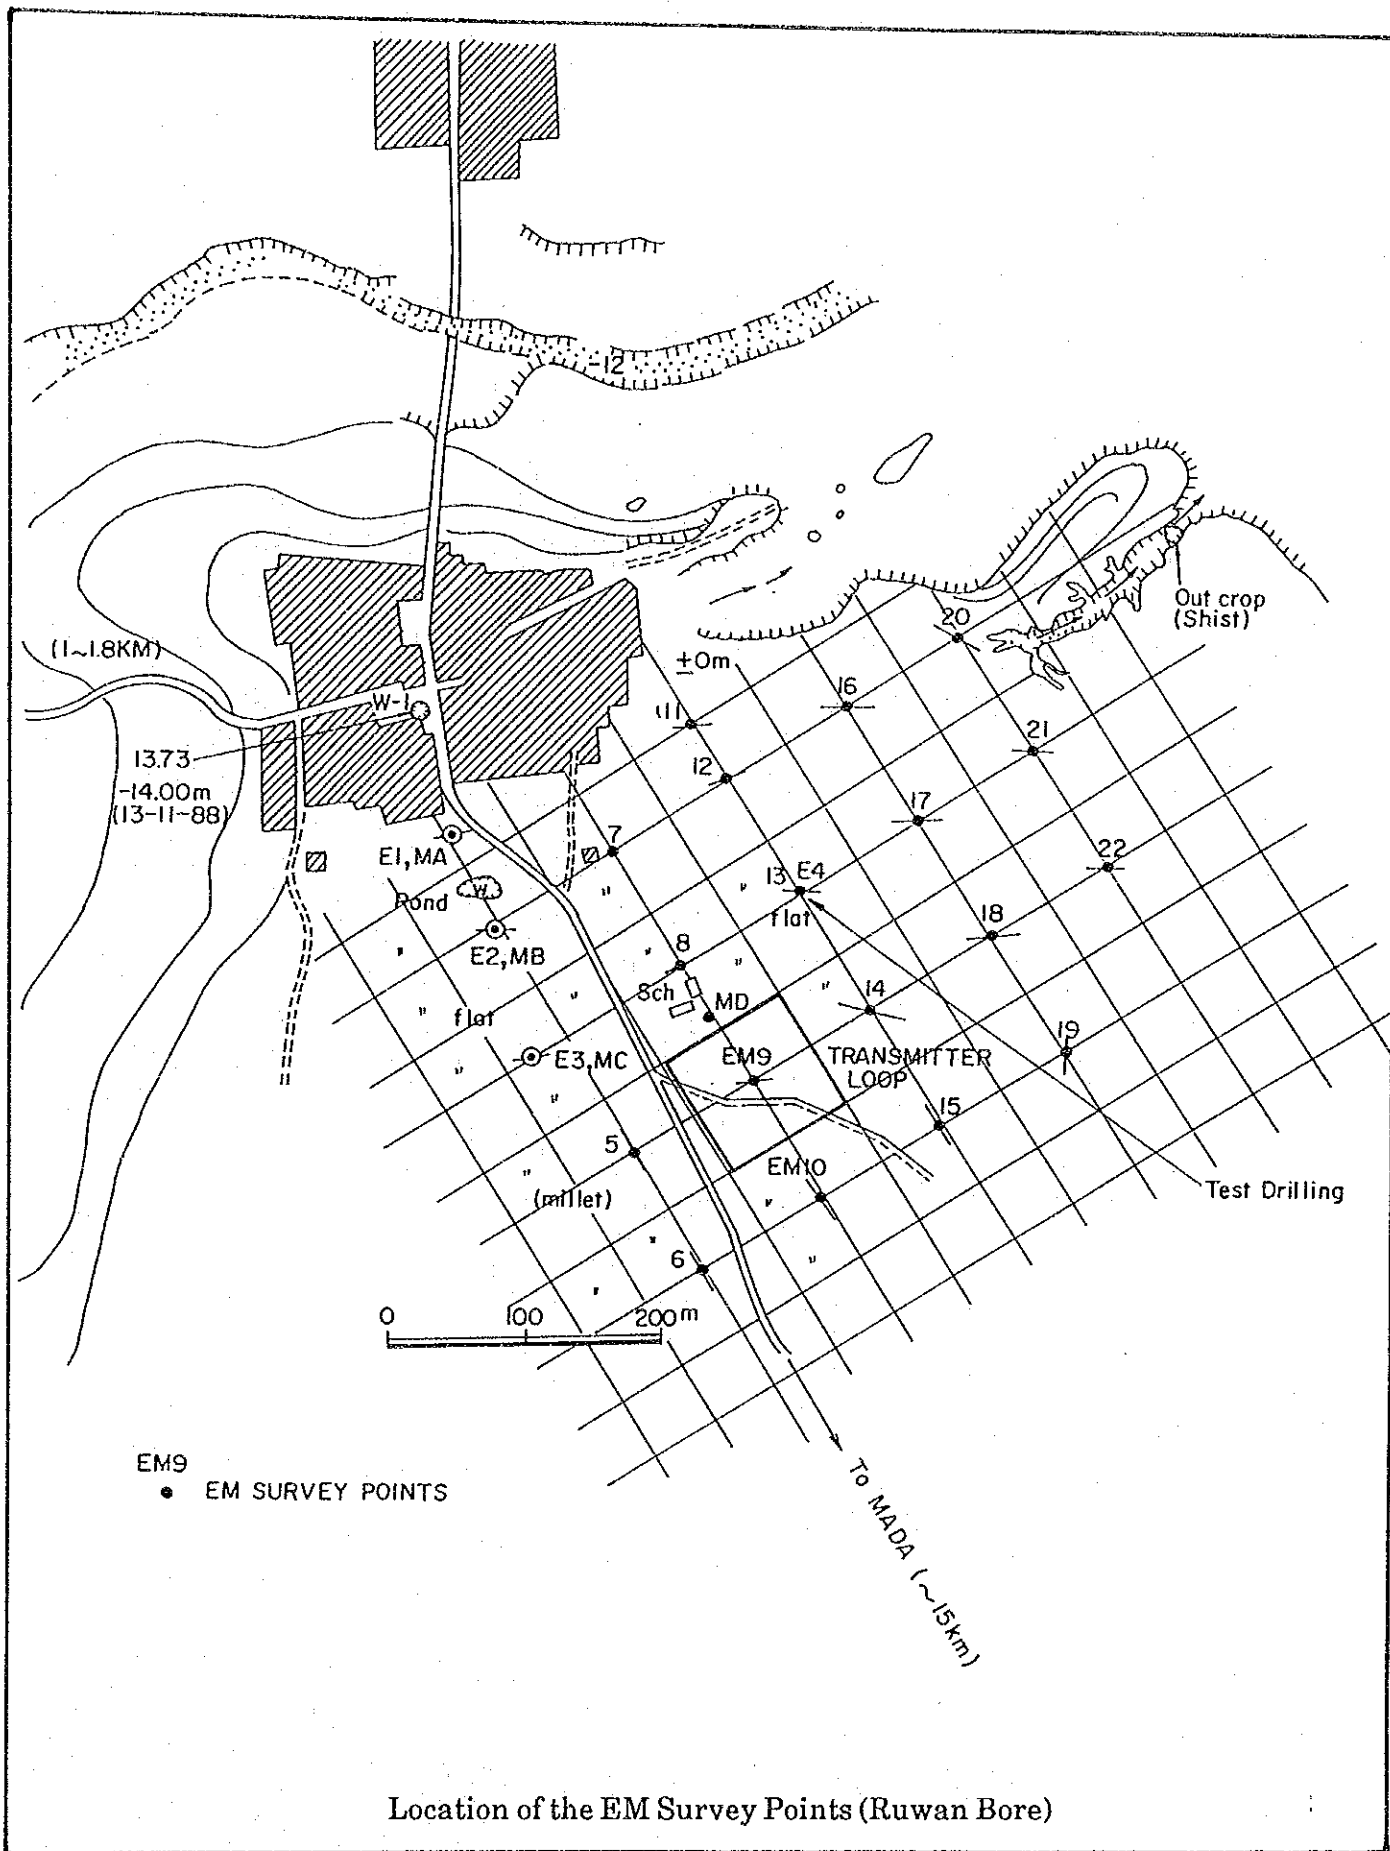 -12
Out crop
(Shist)
20
(1~1.8KM)
±0m
16
W-1
11
21
13.73
12
-14.00m
(13-11-88)
17
7
E1,MA
22
13 E4
W
Pond
flat
18
8
E2,MB
Sch
14
MD
flat
19
E3,MC
EM9
TRANSMITTER
LOOP
15
5
EM10
(millet)
Test Drilling
6
0 100 200m
To MADA (~15km)
EM9
EM SURVEY POINTS
Location of the EM Survey Points (Ruwan Bore)